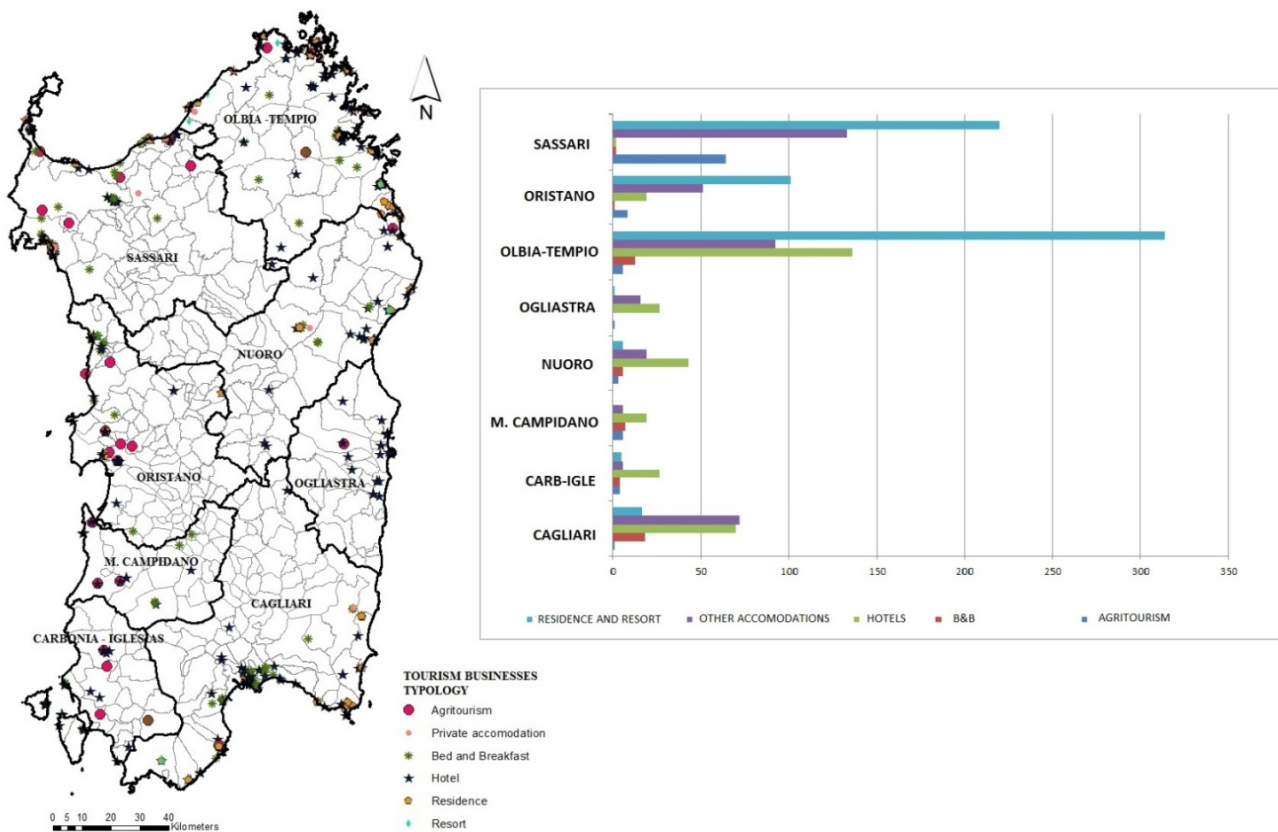 N
OLBIA -TEMPIO
SASSARI
NUORO
ORISTANO
OGLIASTRA
M. CAMPIDANO
CAGLIARI
CARBONIA - IGLESIAS
TOURISM BUSINESSES
TYPOLOGY
Agritourism
Private accomodation
Bed and Breakfast
Hotel
Residence
Resort
0 5 10 20 30 40
Kilometers
SASSARI
ORISTANO
OLBIA-TEMPIO
OGLIASTRA
NUORO
M. CAMPIDANO
CARB-IGLE
CAGLIARI
0 50 100 150 200 250 300 350
RESIDENCE AND RESORT OTHER ACCOMODATIONS HOTELS B&B AGRITOURISM